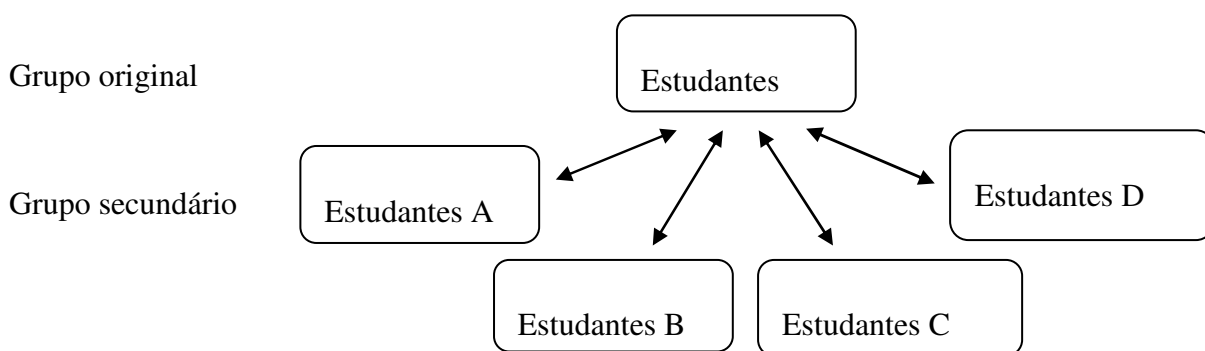 Grupo original
Estudantes
Grupo secundário
Estudantes A
Estudantes D
Estudantes B
Estudantes C